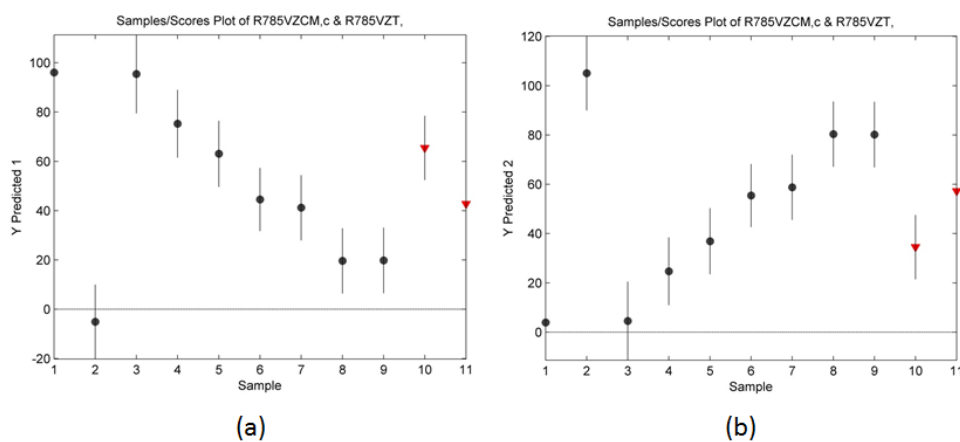 Samples/Scores Plot of R785VZCM,c & R785VZT,
100
80
60
40
20
0
-20
Y Predicted 1
1 2 3 4 5 6 7 8 9 10 11
Sample
(a)
Samples/Scores Plot of R785VZCM,c & R785VZT,
120
100
80
60
40
20
0
Y Predicted 2
1 2 3 4 5 6 7 8 9 10 11
Sample
(b)